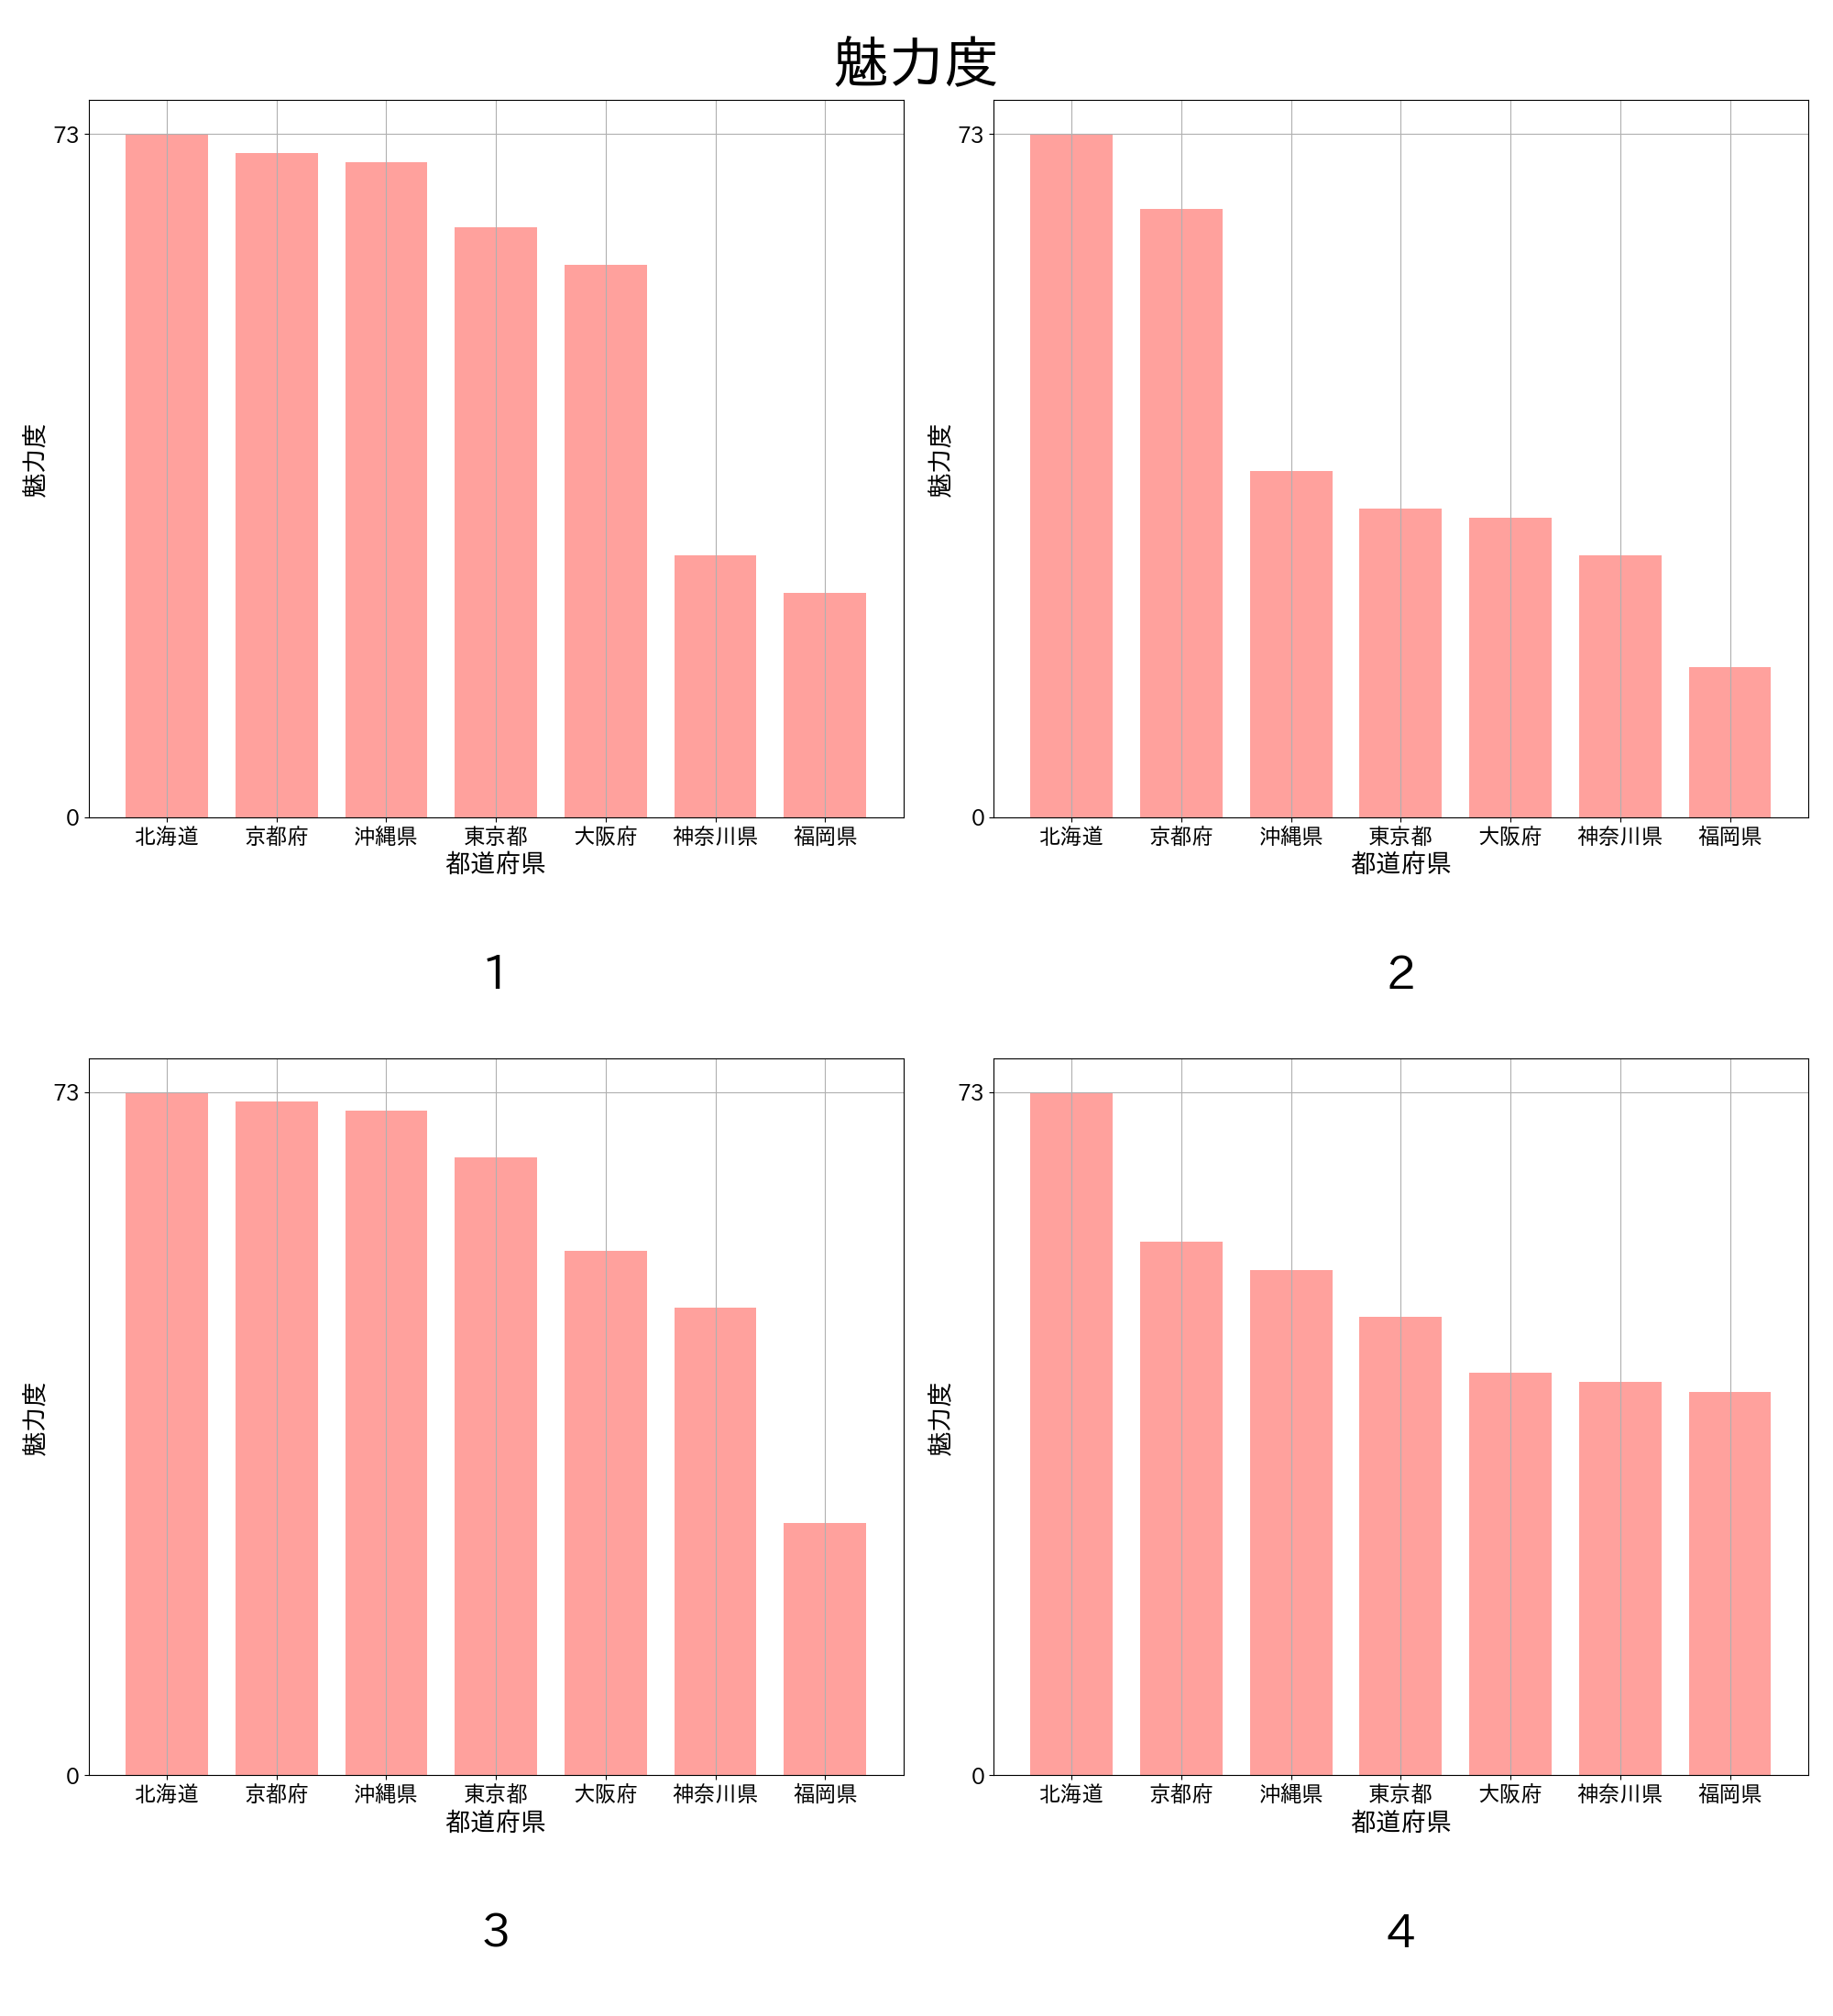 魅力度
73
0
魅力度
北海道 京都府 沖縄県 東京都 大阪府 神奈川県 福岡県
都道府県
1
73
0
魅力度
北海道 京都府 沖縄県 東京都 大阪府 神奈川県 福岡県
都道府県
2
73
0
魅力度
北海道 京都府 沖縄県 東京都 大阪府 神奈川県 福岡県
都道府県
3
73
0
魅力度
北海道 京都府 沖縄県 東京都 大阪府 神奈川県 福岡県
都道府県
4